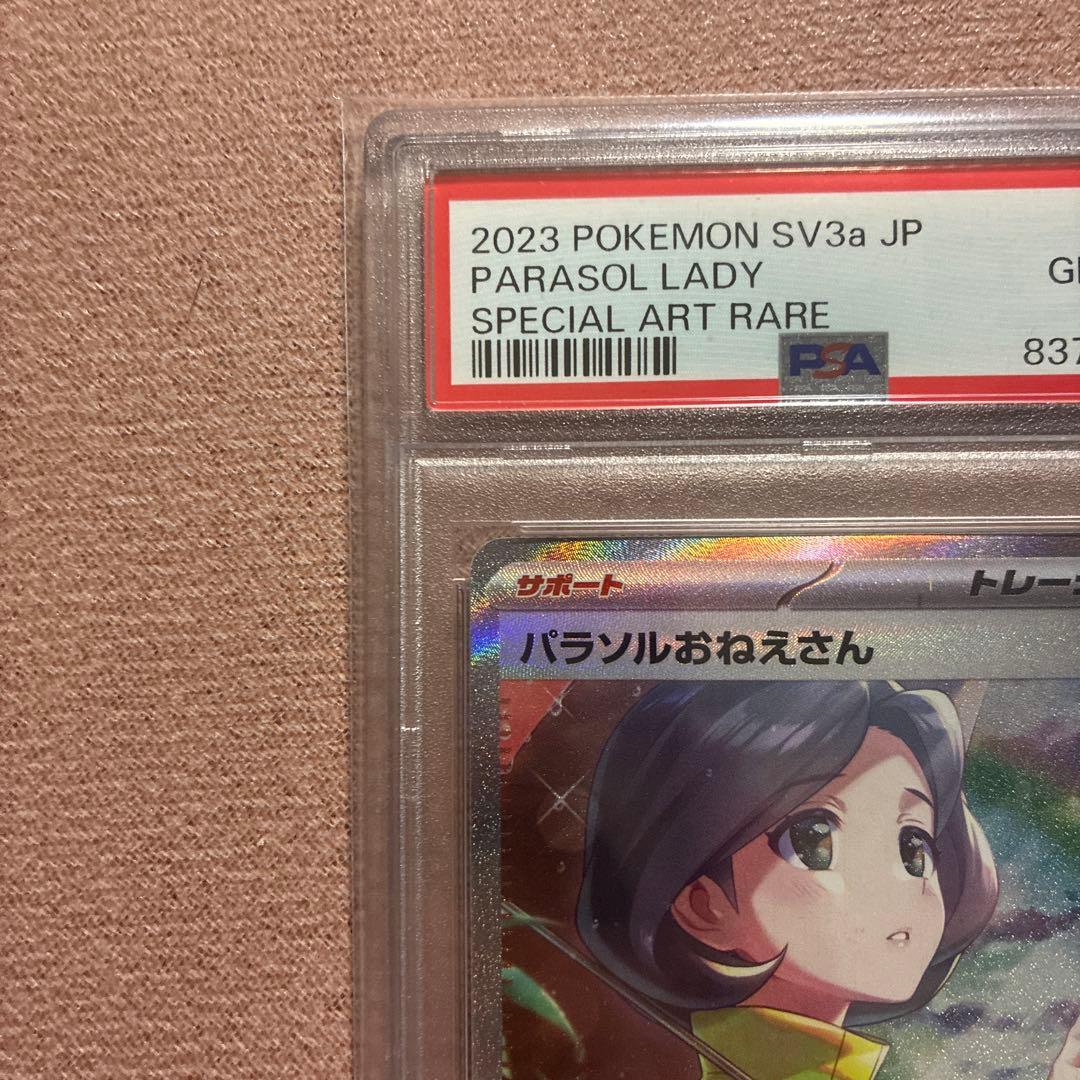 2023 POKEMON SV3a JP
PARASOL LADY
SPECIAL ART RARE
PSA
サポート
パラソルおねえさん